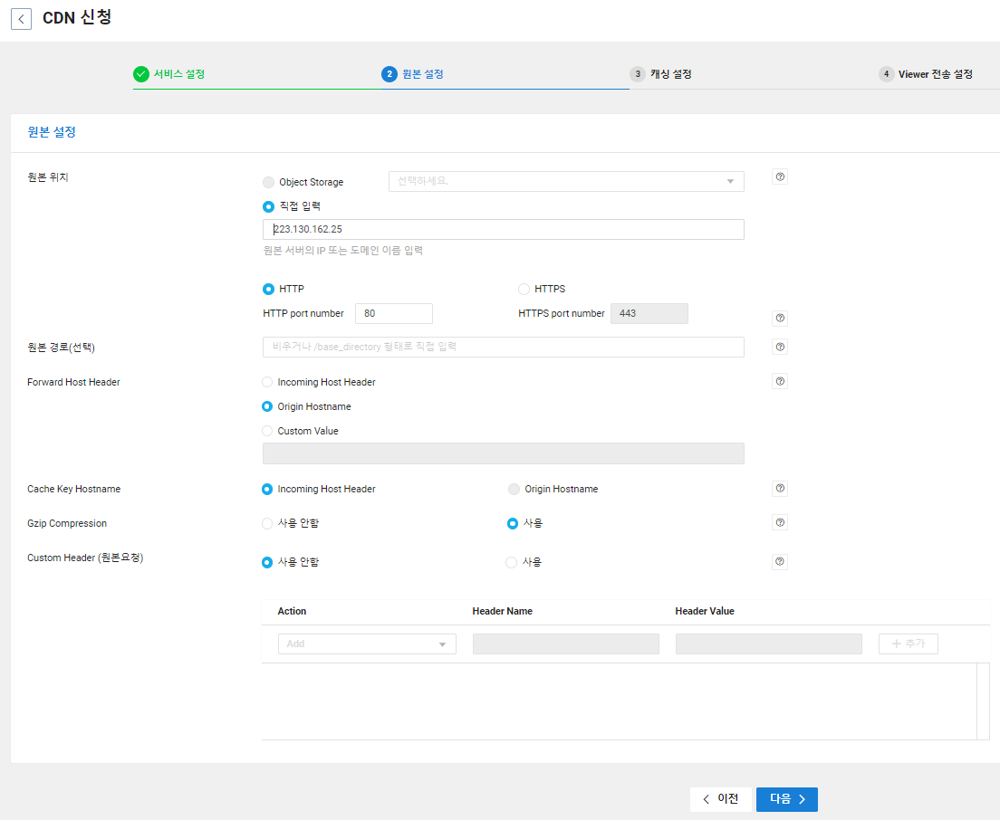 CDN 신청
서비스 설정
2 원본 설정
3 캐싱 설정
4 Viewer 전송 설정
원본 설정
원본 위치
Object Storage
선택하세요.
직접 입력
223.130.162.25
원본 서버의 IP 또는 도메인 이름 입력
HTTP
HTTPS
HTTP port number 80
HTTPS port number 443
원본 경로(선택)
비우거나 /base_directory 형태로 직접 입력
Forward Host Header
Incoming Host Header
Origin Hostname
Custom Value
Cache Key Hostname
Incoming Host Header
Origin Hostname
Gzip Compression
사용 안함
사용
Custom Header (원본요청)
사용 안함
사용
Action
Header Name
Header Value
Add
+ 추가
이전
다음